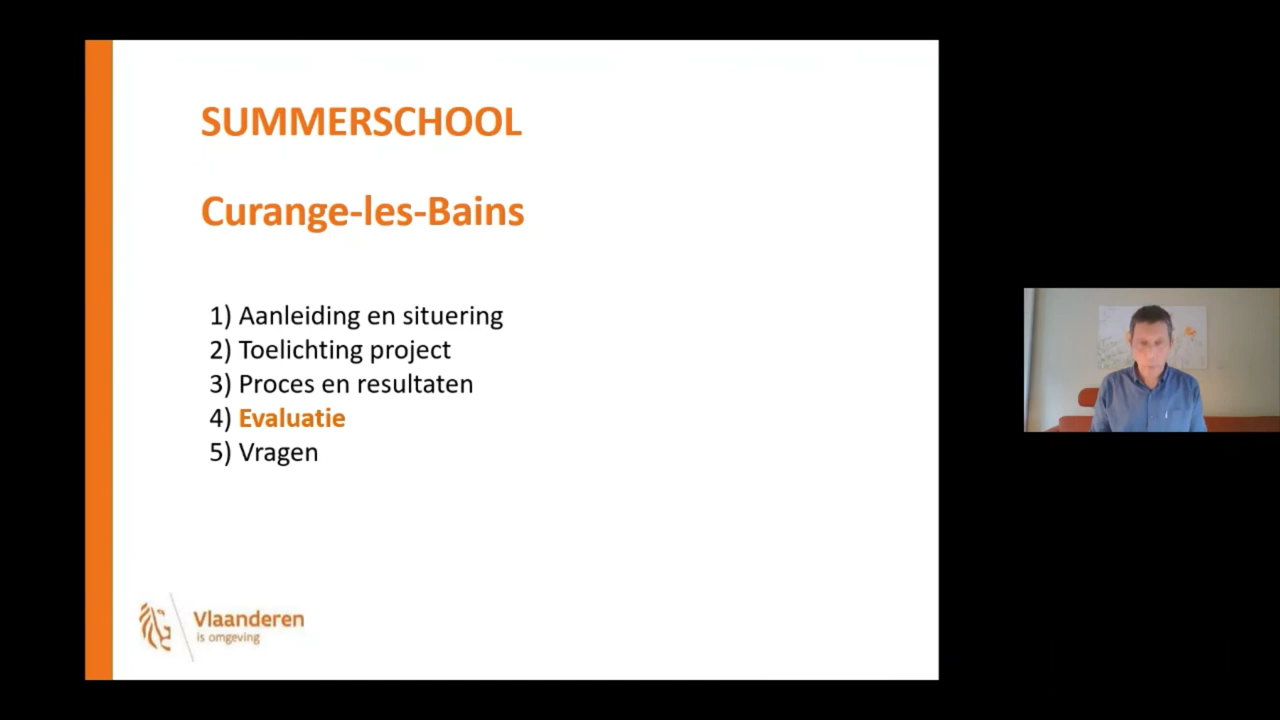 SUMMERSCHOOL
Curange-les-Bains
1) Aanleiding en situering
2) Toelichting project
3) Proces en resultaten
4) Evaluatie
5) Vragen
Vlaanderen
is omgeving